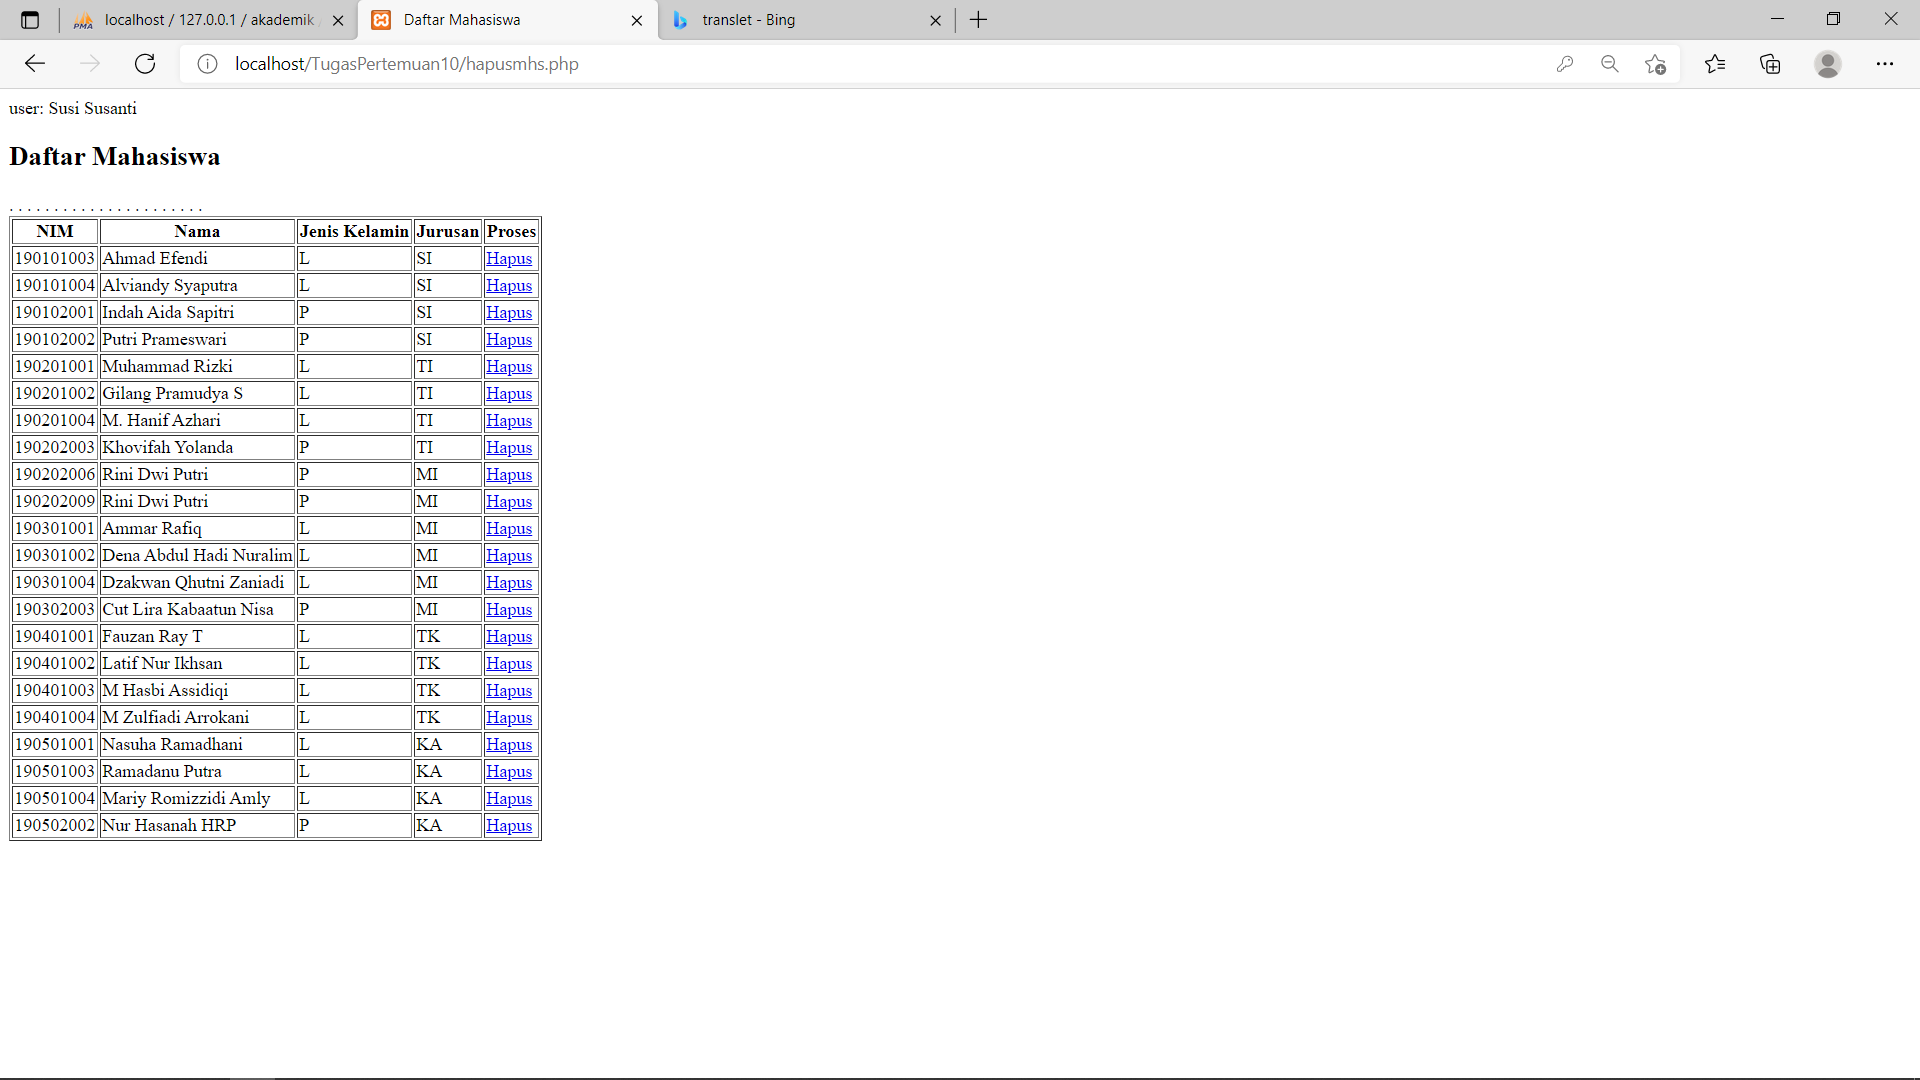 localhost / 127.0.0.1 / akademik
Daftar Mahasiswa
translet - Bing
localhost/TugasPertemuan10/hapusmhs.php
user: Susi Susanti
Daftar Mahasiswa
. . . . . . . . . . . . . . . . . . . . . .
NIM Nama Jenis Kelamin Jurusan Proses
190101003 Ahmad Efendi L SI Hapus
190101004 Alviandy Syaputra L SI Hapus
190102001 Indah Aida Sapitri P SI Hapus
190102002 Putri Prameswari P SI Hapus
190201001 Muhammad Rizki L TI Hapus
190201002 Gilang Pramudya S L TI Hapus
190201004 M. Hanif Azhari L TI Hapus
190202003 Khovifah Yolanda P TI Hapus
190202006 Rini Dwi Putri P MI Hapus
190202009 Rini Dwi Putri P MI Hapus
190301001 Ammar Rafiq L MI Hapus
190301002 Dena Abdul Hadi Nuralim L MI Hapus
190301004 Dzakwan Qhutni Zaniadi L MI Hapus
190302003 Cut Lira Kabaatun Nisa P MI Hapus
190401001 Fauzan Ray T L TK Hapus
190401002 Latif Nur Ikhsan L TK Hapus
190401003 M Hasbi Assidiqi L TK Hapus
190401004 M Zulfiadi Arrokani L TK Hapus
190501001 Nasuha Ramadhani L KA Hapus
190501003 Ramadanu Putra L KA Hapus
190501004 Mariy Romizzidi Amly L KA Hapus
190502002 Nur Hasanah HRP P KA Hapus